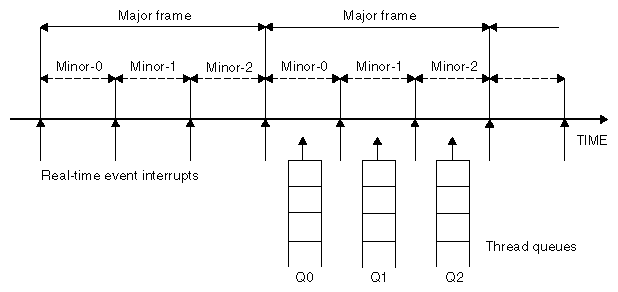 Major frame Major frame
Minor-0 Minor-1 Minor-2 Minor-0 Minor-1 Minor-2
TIME
Real-time event interrupts
Thread queues
Q0 Q1 Q2